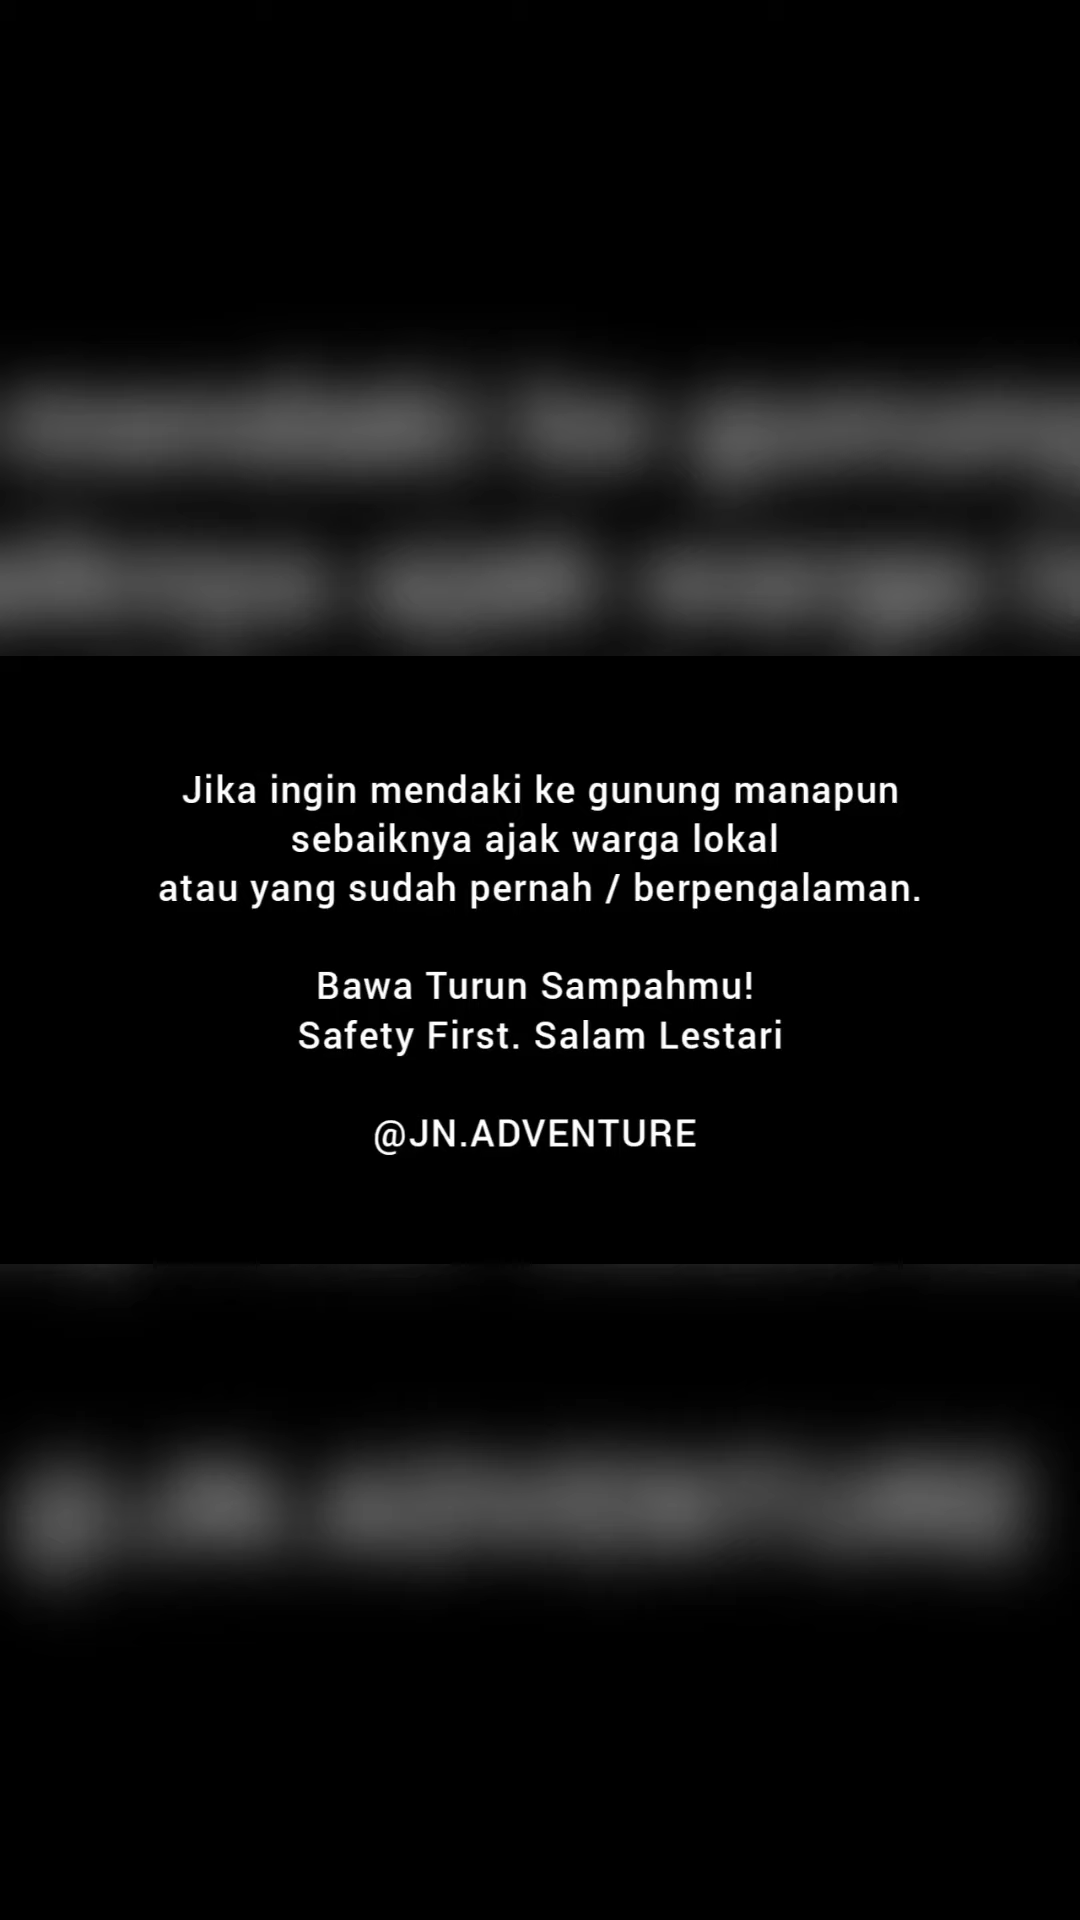 Jika ingin mendaki ke gunung manapun
sebaiknya ajak warga lokal
atau yang sudah pernah / berpengalaman.
Bawa Turun Sampahmu!
Safety First. Salam Lestari
@JN.ADVENTURE